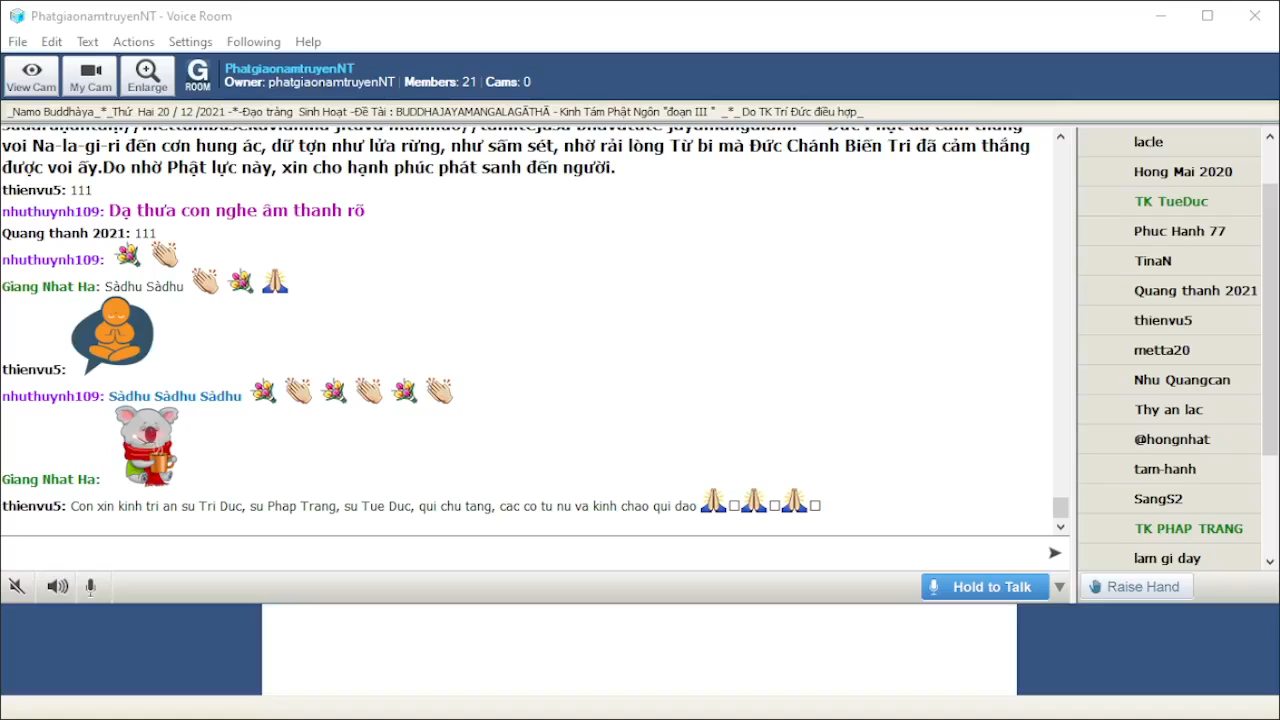 PhatgiaonamtruyenNT - Voice Room
File Edit Text Actions Settings Following Help
View Cam My Cam Enlarge G ROOM
PhatgiaonamtruyenNT
Owner: phatgiaonamtruyenNT | Members: 21 | Cams: 0
_Namo Buddhàya_*_Thứ Hai 20 / 12 /2021 -*-Đạo tràng Sinh Hoạt -Đề Tài : BUDDHAJAYAMANGALAGĀTHĀ - Kinh Tám Phật Ngôn "đoạn III " _*_ Do TK Trí Đức điều hợp_
voi Na-la-gi-ri đến cơn hung ác, dữ tợn như lửa rừng, như sấm sét, nhờ rải lòng Từ bi mà Đức Chánh Biến Tri đã cảm thắng
được voi ấy.Do nhờ Phật lực này, xin cho hạnh phúc phát sanh đến người.
thienvu5: 111
nhuthuynh109: Dạ thưa con nghe âm thanh rõ
Quang thanh 2021: 111
nhuthuynh109:
Giang Nhat Ha: Sàdhu Sàdhu
thienvu5:
nhuthuynh109: Sàdhu Sàdhu Sàdhu
Giang Nhat Ha:
thienvu5: Con xin kinh tri an su Tri Duc, su Phap Trang, su Tue Duc, qui chu tang, cac co tu nu va kinh chao qui dao
lacle
Hong Mai 2020
TK TueDuc
Phuc Hanh 77
TinaN
Quang thanh 2021
thienvu5
metta20
Nhu Quangcan
Thy an lac
@hongnhat
tam-hanh
SangS2
TK PHAP TRANG
lam gi day
Hold to Talk
Raise Hand